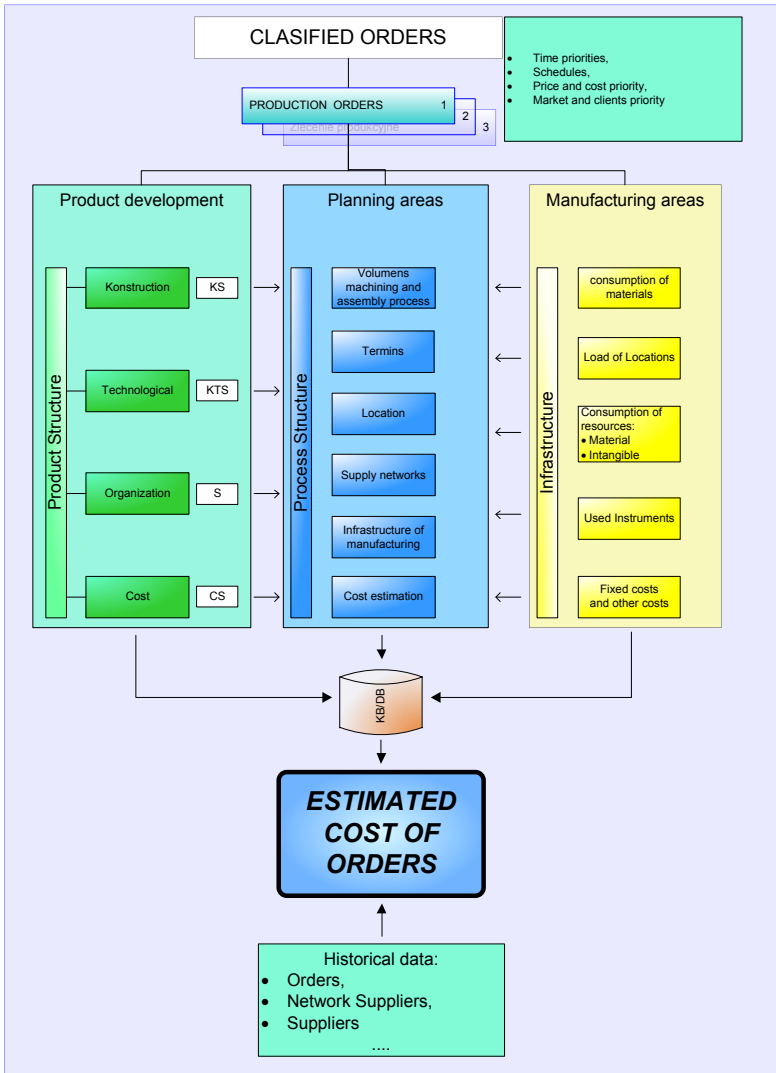 CLASIFIED ORDERS
• Time priorities,
• Schedules,
• Price and cost priority,
• Market and clients priority
PRODUCTION ORDERS 1
2
Zlecenie produkcyjne 3
Product development
Product Structure
Konstruction KS
Technological KTS
Organization S
Cost CS
Planning areas
Process Structure
Volumens
machining and
assembly process
Termins
Location
Supply networks
Infrastructure of
manufacturing
Cost estimation
Manufacturing areas
Infrastructure
consumption of
materials
Load of Locations
Consumption of
resources:
• Material
• Intangible
Used Instruments
Fixed costs
and other costs
KB/DB
ESTIMATED
COST OF
ORDERS
Historical data:
• Orders,
• Network Suppliers,
• Suppliers
....